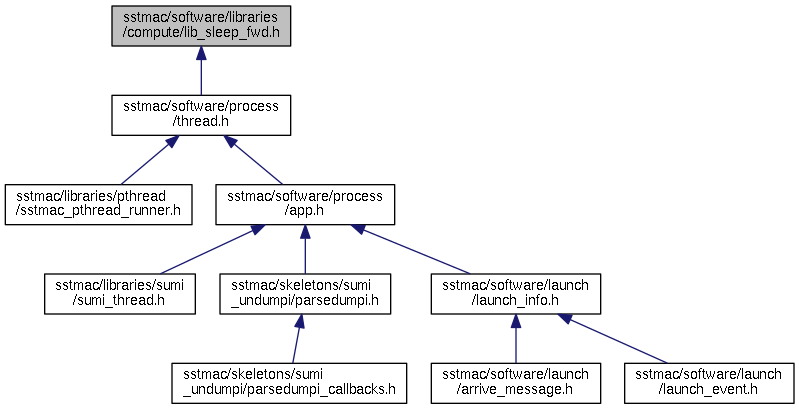 sstmac/software/libraries
/compute/lib_sleep_fwd.h
sstmac/software/process
/thread.h
sstmac/libraries/pthread
/sstmac_pthread_runner.h
sstmac/software/process
/app.h
sstmac/libraries/sumi
/sumi_thread.h
sstmac/skeletons/sumi
_undumpi/parsedumpi.h
sstmac/software/launch
/launch_info.h
sstmac/skeletons/sumi
_undumpi/parsedumpi_callbacks.h
sstmac/software/launch
/arrive_message.h
sstmac/software/launch
/launch_event.h